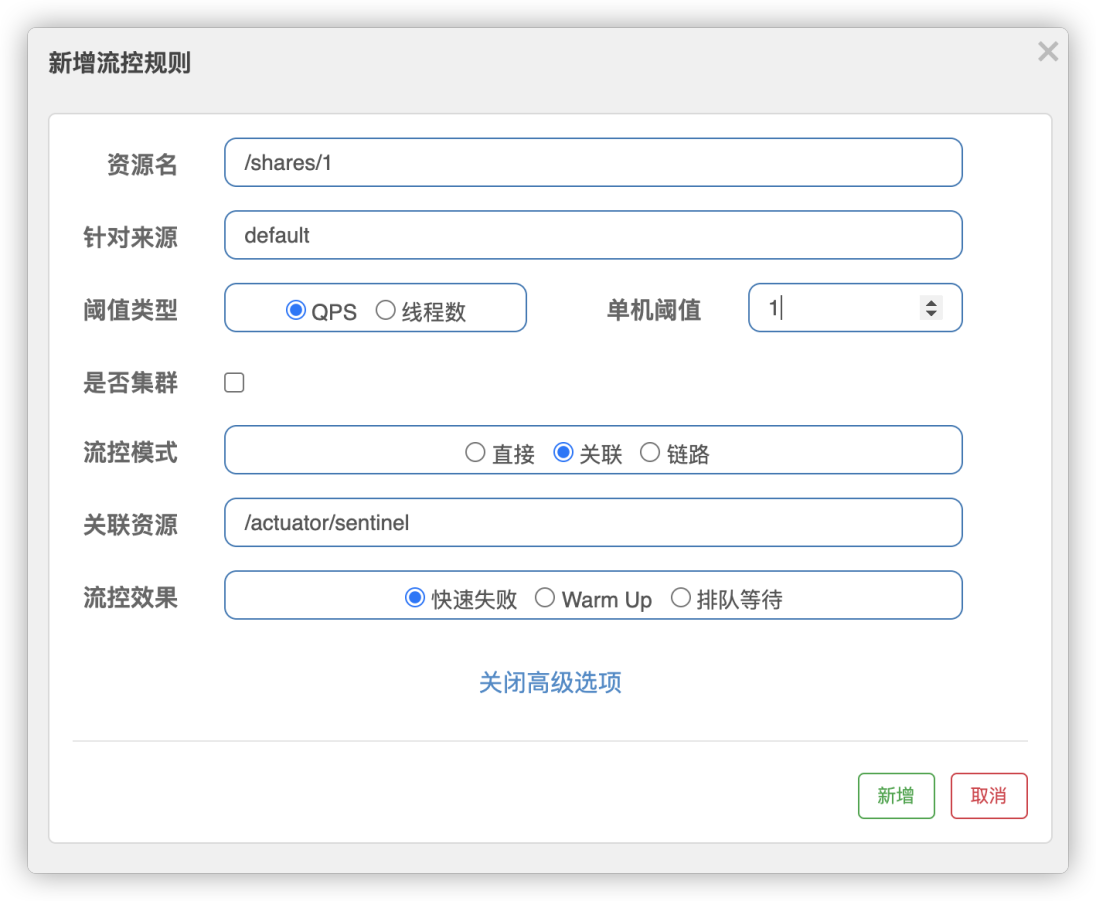 新增流控规则 ×
资源名 /shares/1
针对来源 default
阈值类型 QPS 线程数 单机阈值 1
是否集群
流控模式 直接 关联 链路
关联资源 /actuator/sentinel
流控效果 快速失败 Warm Up 排队等待
关闭高级选项
新增 取消